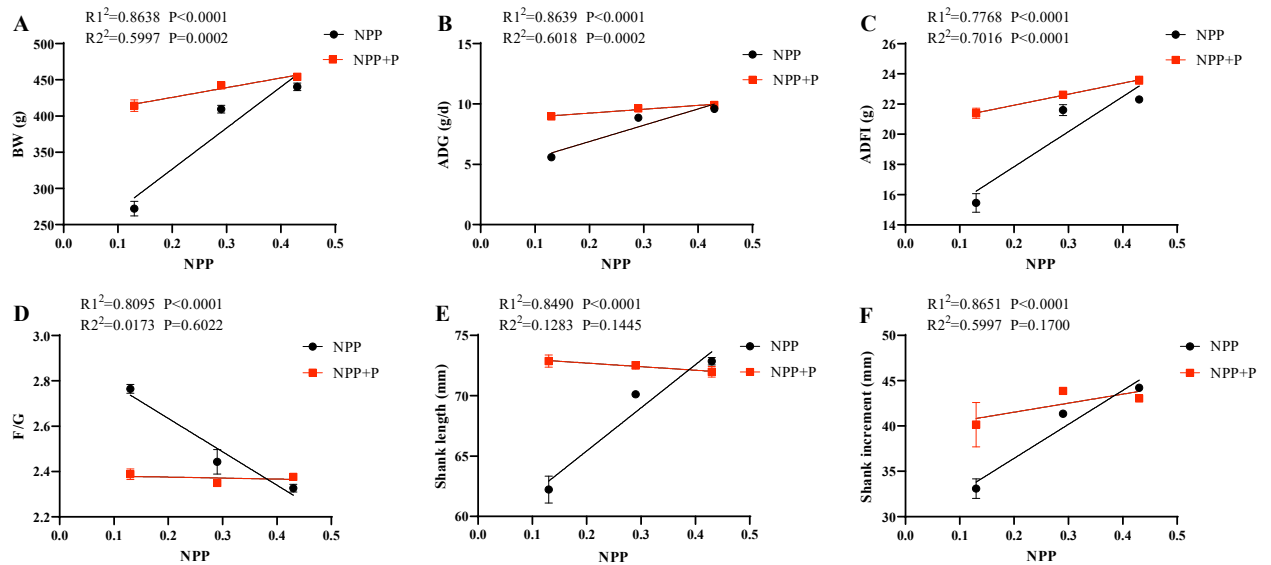 A
R1²=0.8638 P<0.0001
R2²=0.5997 P=0.0002
NPP
NPP+P
BW (g)
500
450
400
350
300
250
0.0 0.1 0.2 0.3 0.4 0.5
NPP
B
R1²=0.8639 P<0.0001
R2²=0.6018 P=0.0002
NPP
NPP+P
ADG (g/d)
15
10
5
0
0.0 0.1 0.2 0.3 0.4 0.5
NPP
C
R1²=0.7768 P<0.0001
R2²=0.7016 P<0.0001
NPP
NPP+P
ADFI (g)
26
24
22
20
18
16
14
0.0 0.1 0.2 0.3 0.4 0.5
NPP
D
R1²=0.8095 P<0.0001
R2²=0.0173 P=0.6022
NPP
NPP+P
F/G
3.0
2.8
2.6
2.4
2.2
0.0 0.1 0.2 0.3 0.4 0.5
NPP
E
R1²=0.8490 P<0.0001
R2²=0.1283 P=0.1445
NPP
NPP+P
Shank length (mm)
75
70
65
60
0.0 0.1 0.2 0.3 0.4 0.5
NPP
F
R1²=0.8651 P<0.0001
R2²=0.5997 P=0.1700
NPP
NPP+P
Shank increment (mm)
50
45
40
35
30
0.0 0.1 0.2 0.3 0.4 0.5
NPP